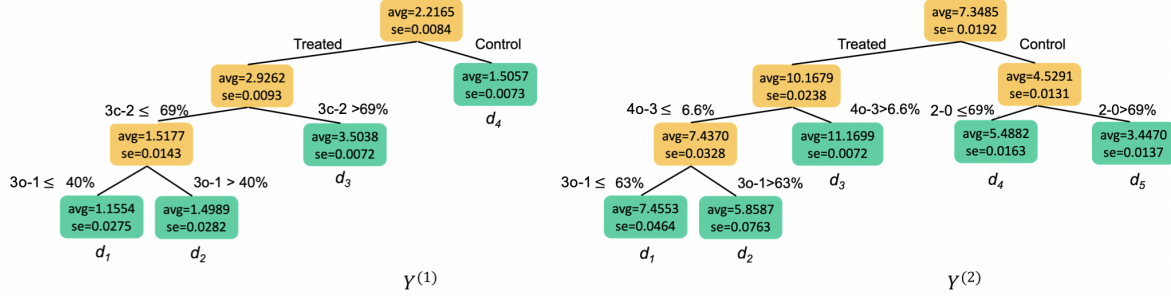 avg=2.2165
se=0.0084
Treated
Control
avg=2.9262
se=0.0093
avg=1.5057
se=0.0073
d4
3c-2 ≤ 69%
3c-2 >69%
avg=1.5177
se=0.0143
avg=3.5038
se=0.0072
d3
3o-1 ≤ 40%
3o-1 > 40%
avg=1.1554
se=0.0275
avg=1.4989
se=0.0282
d1
d2
Y(1)
avg=7.3485
se= 0.0192
Treated
Control
avg=10.1679
se=0.0238
avg=4.5291
se=0.0131
4o-3 ≤ 6.6%
4o-3>6.6%
2-0 ≤69%
2-0>69%
avg=7.4370
se=0.0328
avg=11.1699
se=0.0072
d3
avg=5.4882
se=0.0163
d4
avg=3.4470
se=0.0137
d5
3o-1 ≤ 63%
3o-1>63%
avg=7.4553
se=0.0464
avg=5.8587
se=0.0763
d1
d2
Y(2)